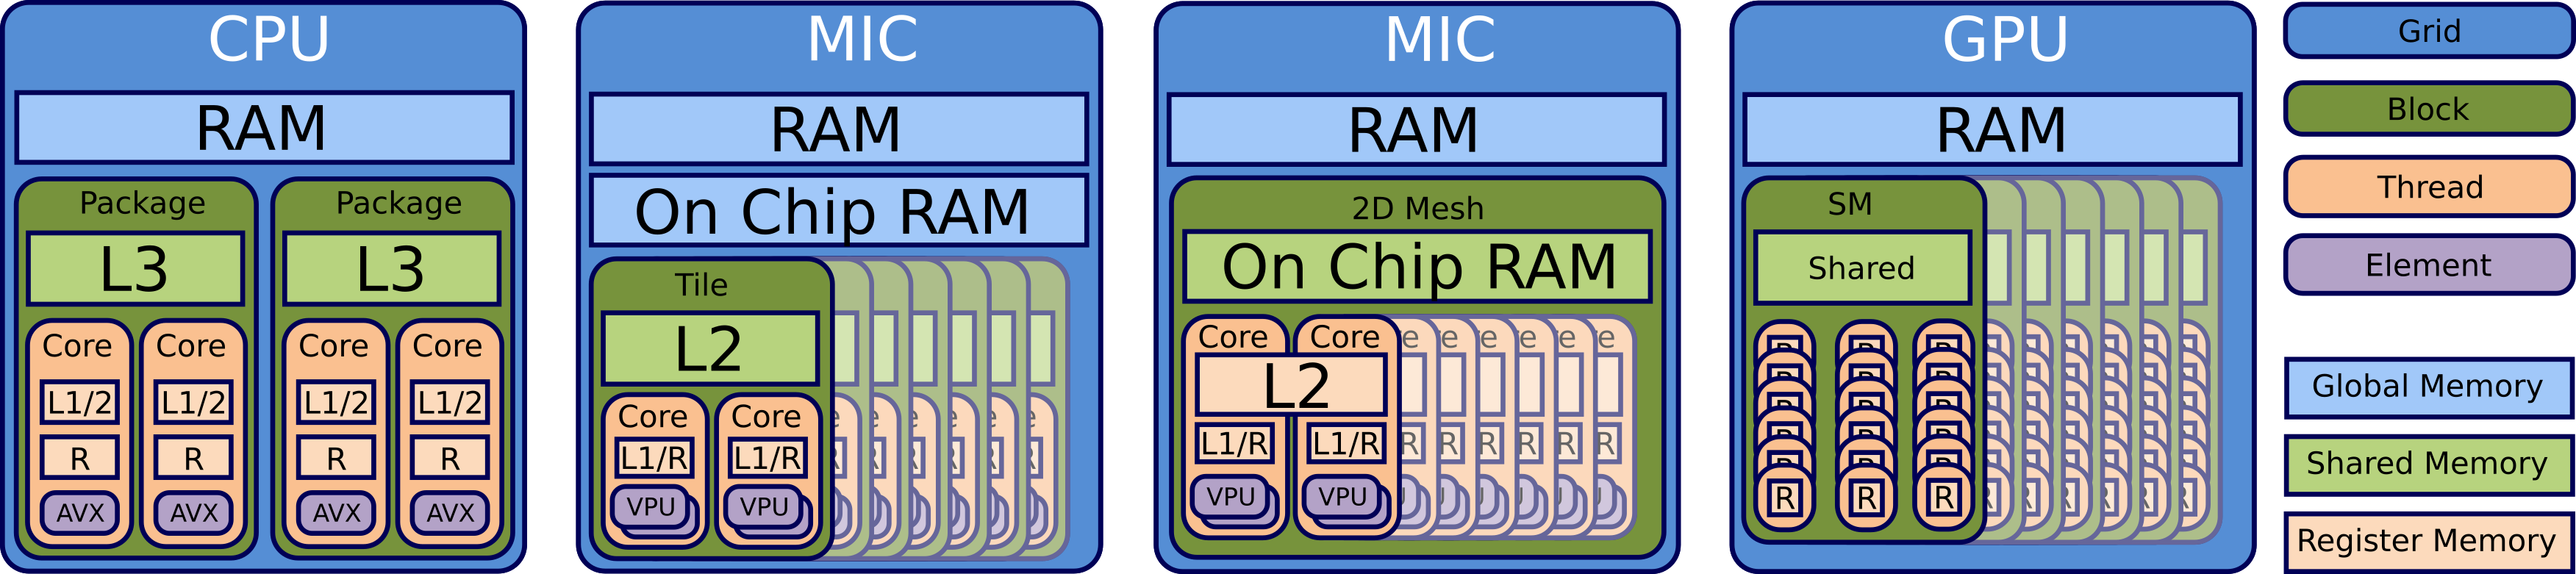 CPU
RAM
Package
L3
Core
L1/2
R
AVX
Core
L1/2
R
AVX
Package
L3
Core
L1/2
R
AVX
Core
L1/2
R
AVX
MIC
RAM
On Chip RAM
Tile
L2
Core
L1/R
VPU
Core
L1/R
VPU
MIC
RAM
2D Mesh
On Chip RAM
Core
Core
L2
L1/R
L1/R
VPU
VPU
e e e e e e
R R R R R R
GPU
RAM
SM
Shared
R R R
Grid
Block
Thread
Element
Global Memory
Shared Memory
Register Memory